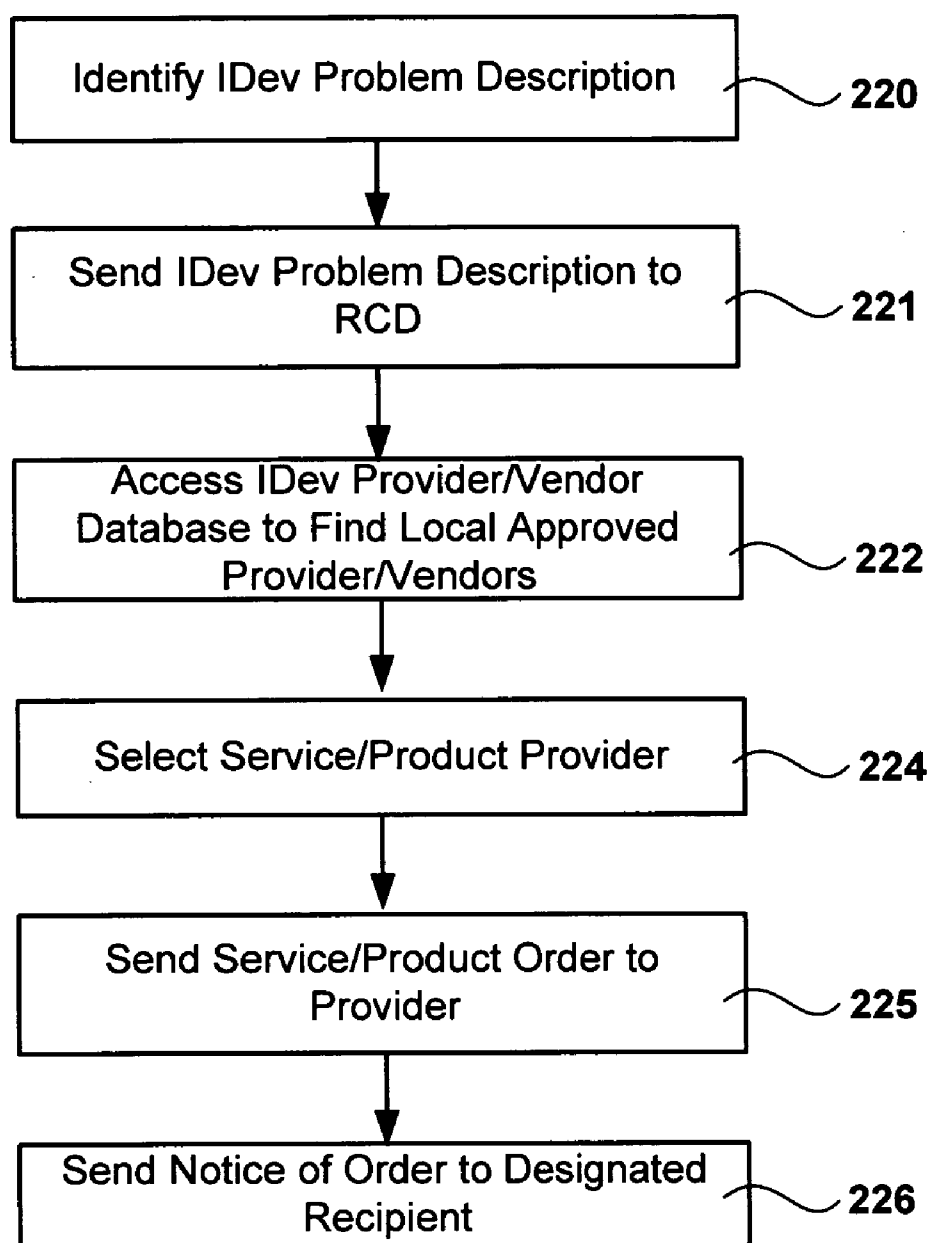 Identify IDev Problem Description
220
Send IDev Problem Description to
RCD
221
Access IDev Provider/Vendor
Database to Find Local Approved
Provider/Vendors
222
Select Service/Product Provider
224
Send Service/Product Order to
Provider
225
Send Notice of Order to Designated
Recipient
226